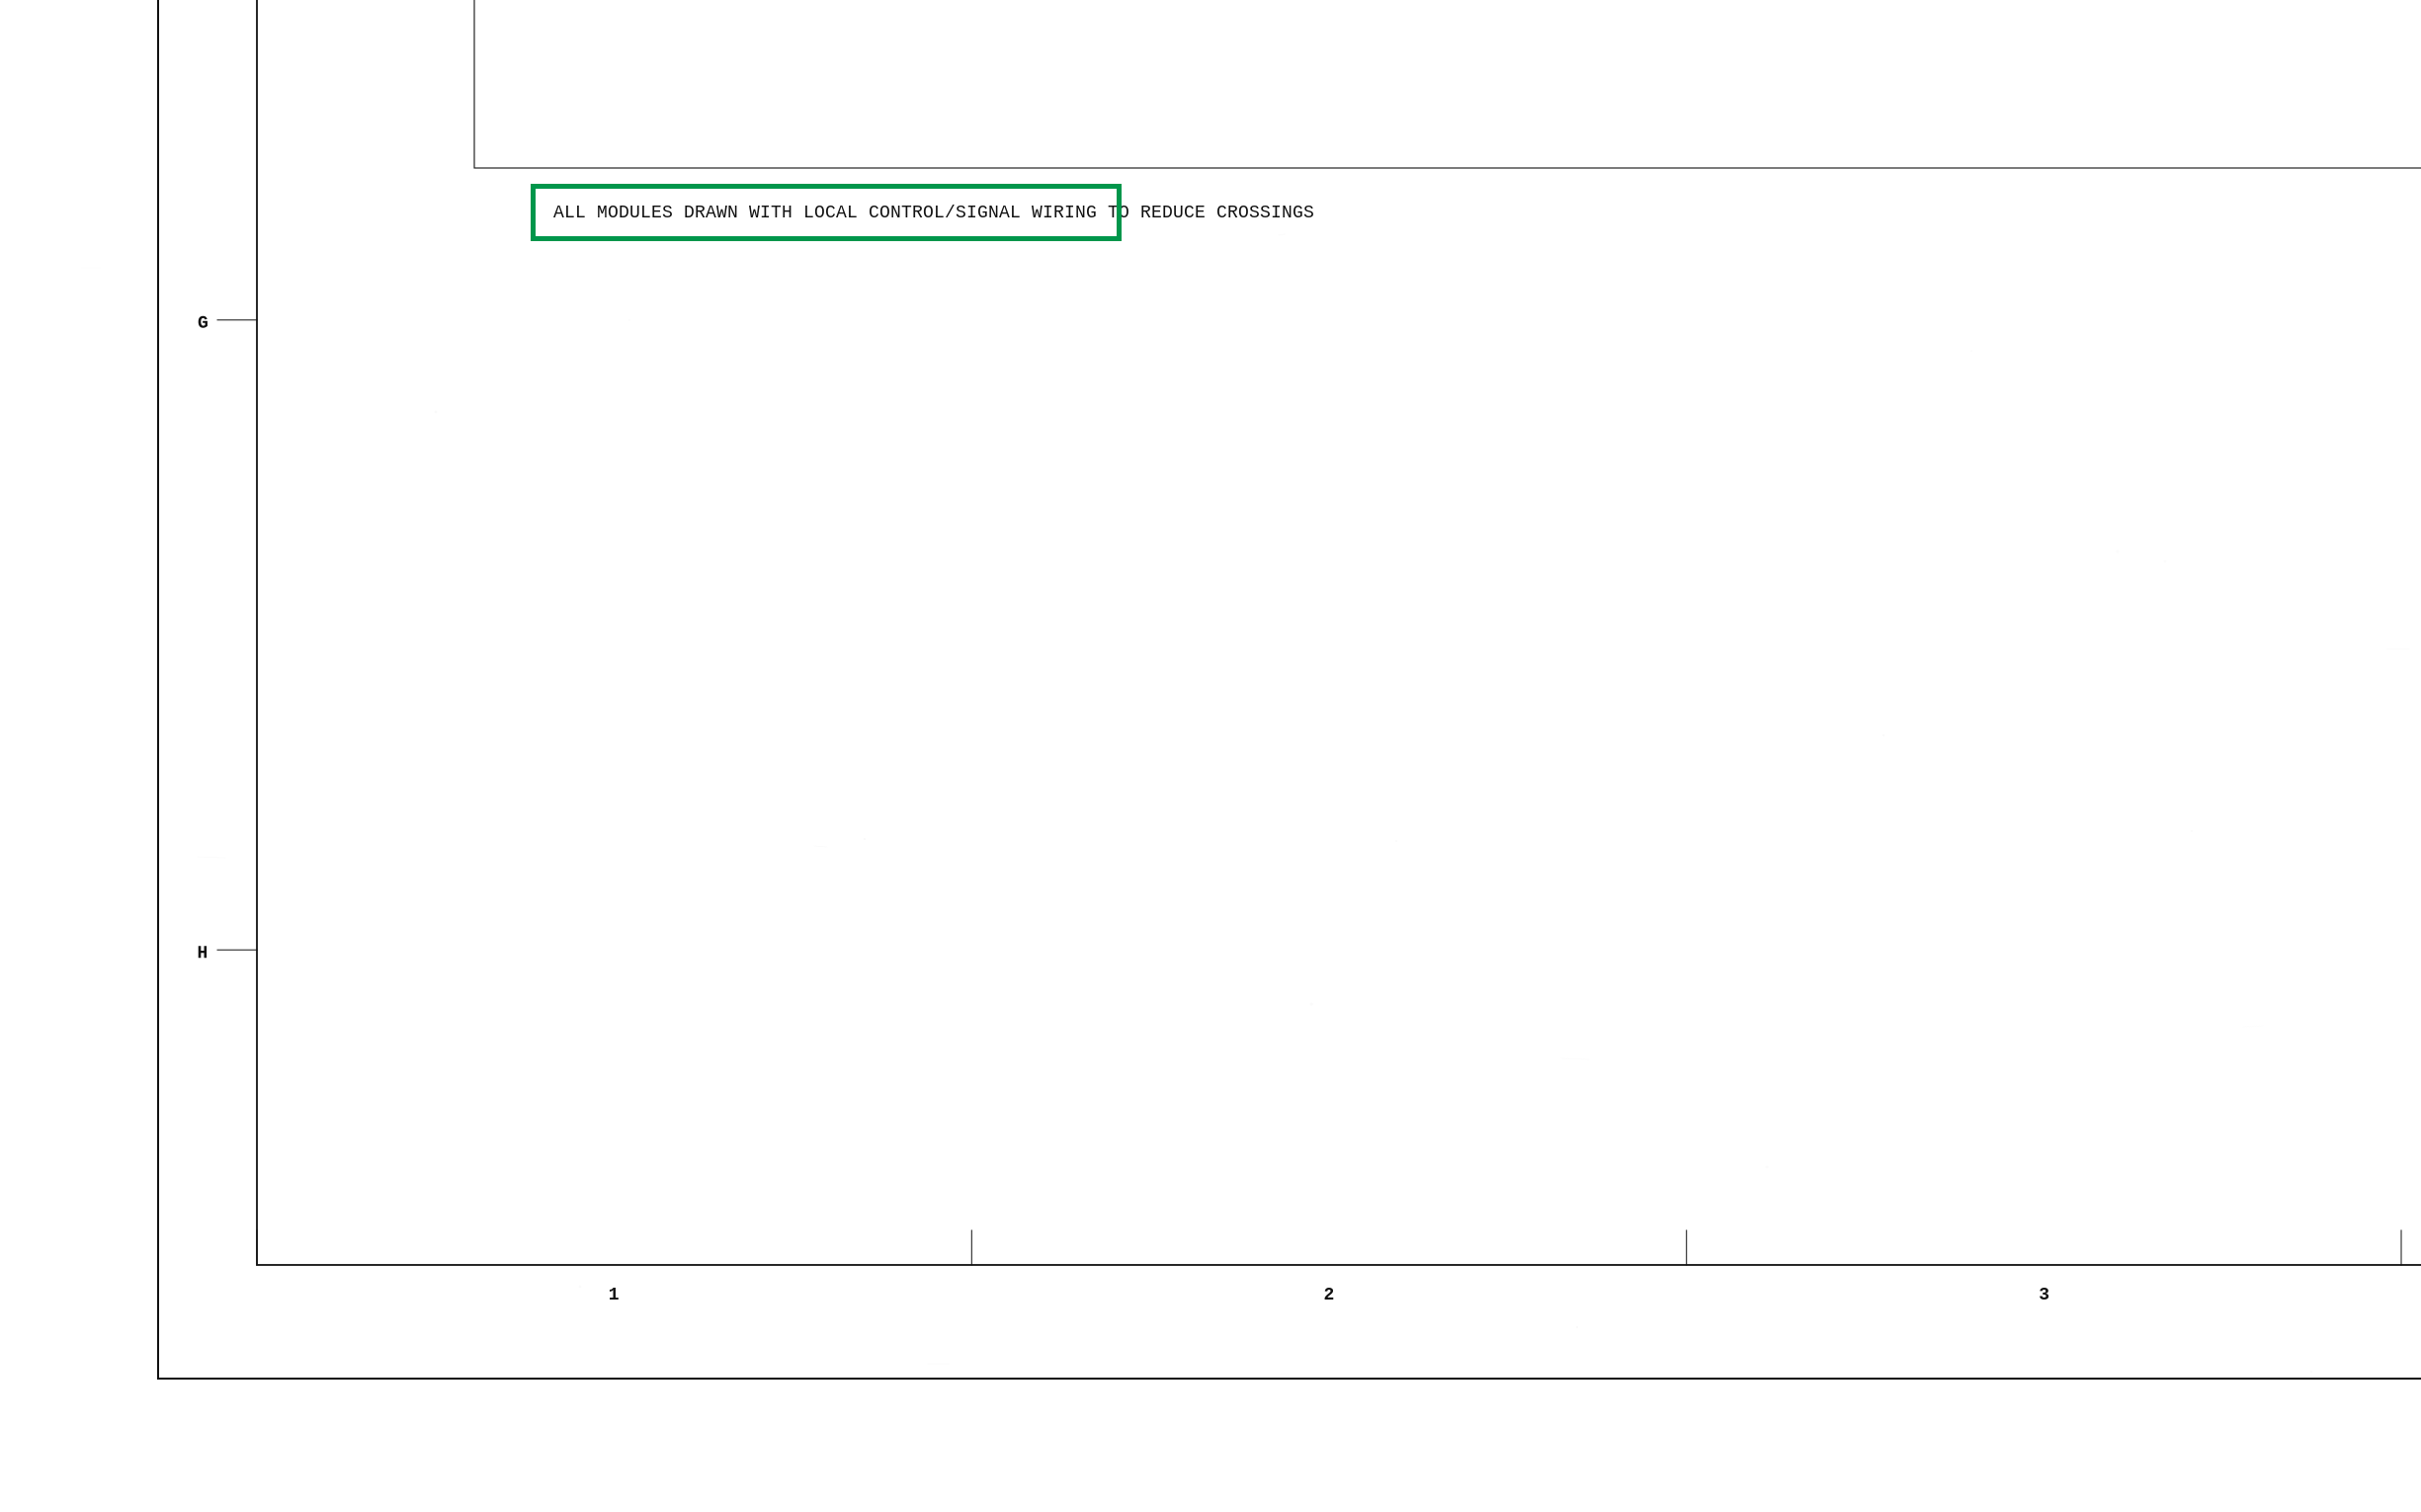 ALL MODULES DRAWN WITH LOCAL CONTROL/SIGNAL WIRING TO REDUCE CROSSINGS
G
H
1 2 3